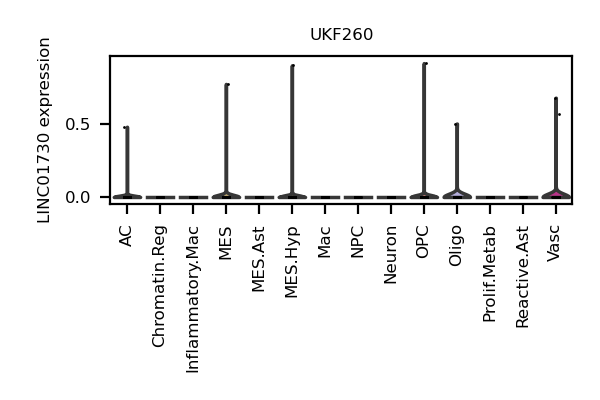 UKF260
LINC01730 expression
0.5
0.0
AC
Chromatin.Reg
Inflammatory.Mac
MES
MES.Ast
MES.Hyp
Mac
NPC
Neuron
OPC
Oligo
Prolif.Metab
Reactive.Ast
Vasc